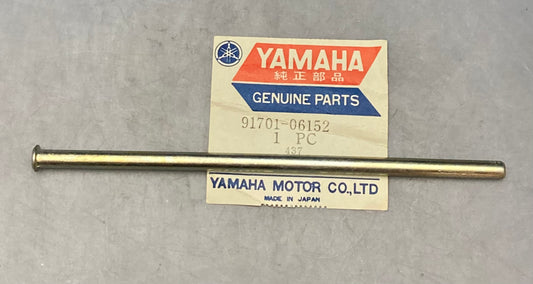 YAMAHA
純正部品
GENUINE PARTS
91701-06152
1 PC
437
YAMAHA MOTOR CO.,LTD
MADE IN JAPAN